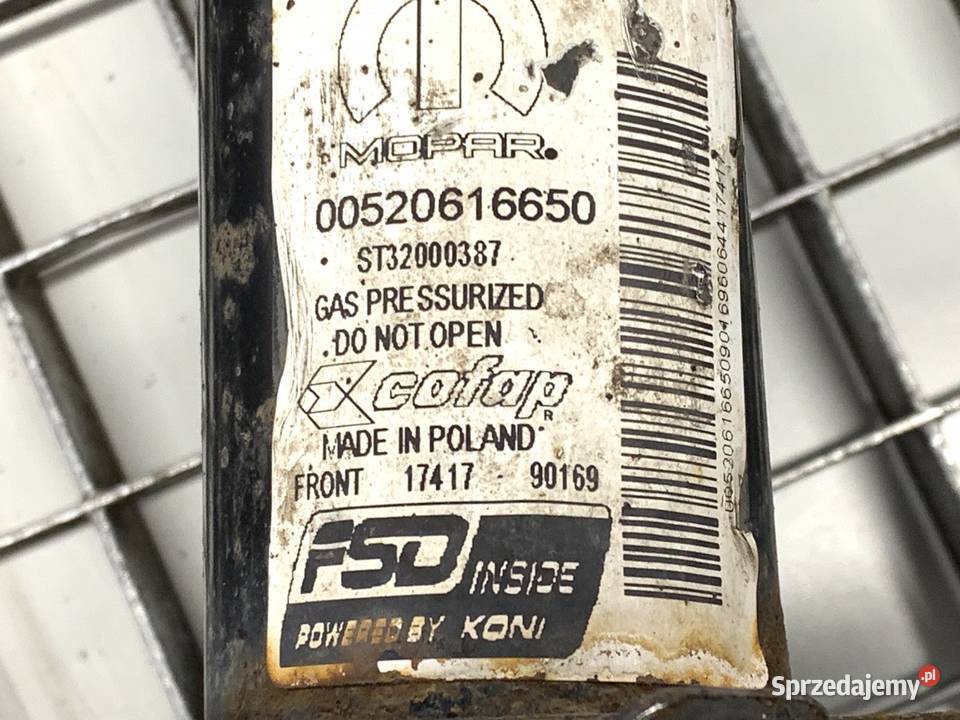 MOPAR.
00520616650
ST32000387
GAS PRESSURIZED
DO NOT OPEN
cofap
R
MADE IN POLAND
FRONT 17417 90169
FSD INSIDE
POWERED BY KONI
Sprzedajemy.pl